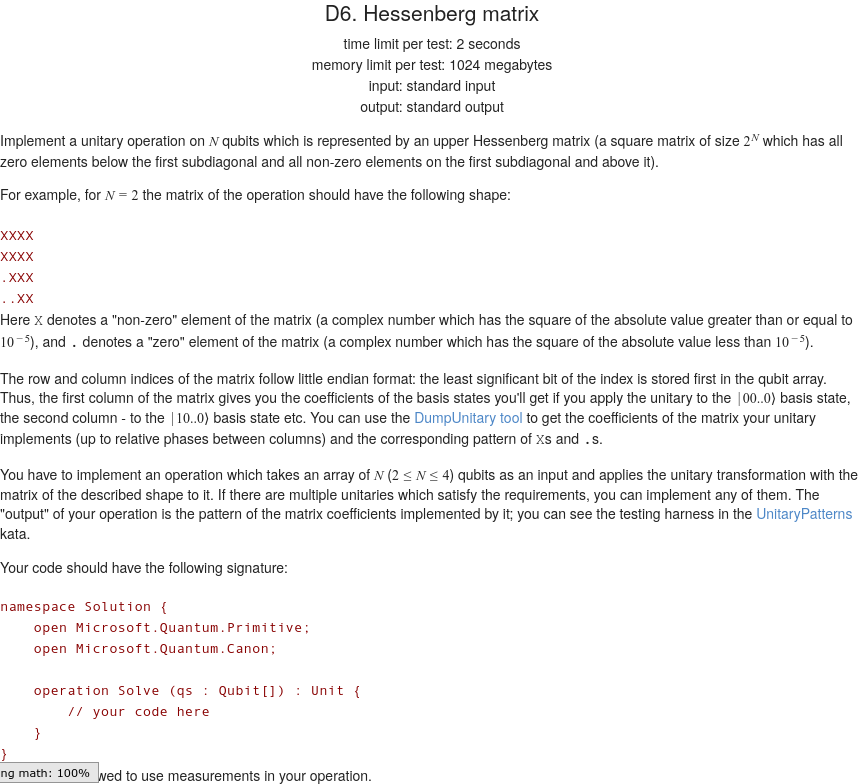 D6. Hessenberg matrix
time limit per test: 2 seconds
memory limit per test: 1024 megabytes
input: standard input
output: standard output
Implement a unitary operation on N qubits which is represented by an upper Hessenberg matrix (a square matrix of size 2^N which has all
zero elements below the first subdiagonal and all non-zero elements on the first subdiagonal and above it).
For example, for N = 2 the matrix of the operation should have the following shape:
XXXX
XXXX
.XXX
..XX
Here X denotes a "non-zero" element of the matrix (a complex number which has the square of the absolute value greater than or equal to
10^{-5}), and . denotes a "zero" element of the matrix (a complex number which has the square of the absolute value less than 10^{-5}).
The row and column indices of the matrix follow little endian format: the least significant bit of the index is stored first in the qubit array.
Thus, the first column of the matrix gives you the coefficients of the basis states you'll get if you apply the unitary to the |00..0⟩ basis state,
the second column - to the |10..0⟩ basis state etc. You can use the DumpUnitary tool to get the coefficients of the matrix your unitary
implements (up to relative phases between columns) and the corresponding pattern of Xs and .s.
You have to implement an operation which takes an array of N (2 ≤ N ≤ 4) qubits as an input and applies the unitary transformation with the
matrix of the described shape to it. If there are multiple unitaries which satisfy the requirements, you can implement any of them. The
"output" of your operation is the pattern of the matrix coefficients implemented by it; you can see the testing harness in the UnitaryPatterns
kata.
Your code should have the following signature:
namespace Solution {
open Microsoft.Quantum.Primitive;
open Microsoft.Quantum.Canon;
operation Solve (qs : Qubit[]) : Unit {
// your code here
}
}
ng math: 100% wed to use measurements in your operation.